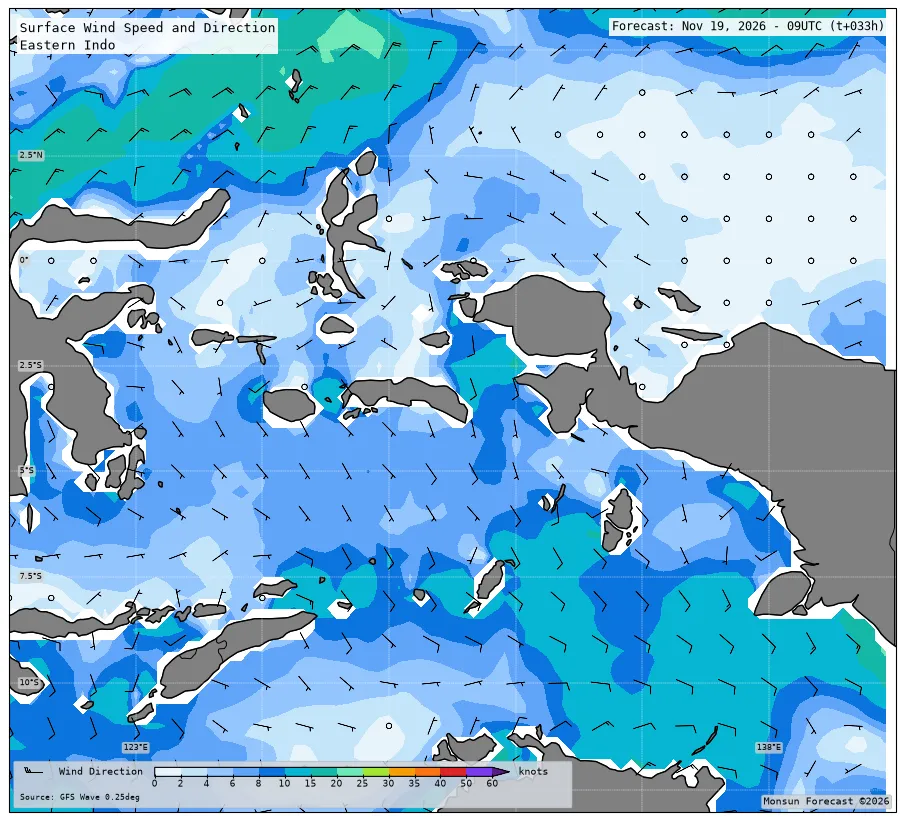 Surface Wind Speed and Direction
Eastern Indo
Forecast: Nov 19, 2026 - 09UTC (t+033h)
2.5°N
0°
2.5°S
5°S
7.5°S
10°S
123°E
138°E
Wind Direction
0 2 4 6 8 10 15 20 25 30 35 40 50 60
knots
Source: GFS Wave 0.25deg
Monsun Forecast ©2026